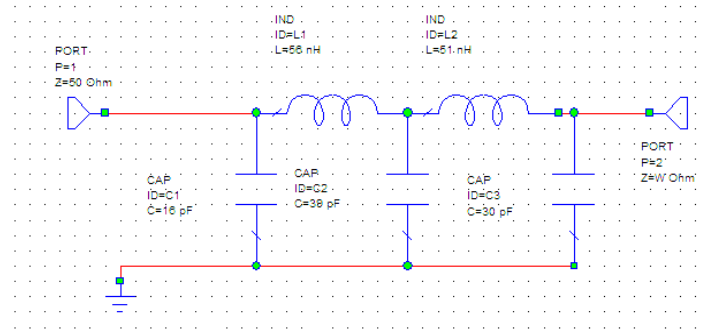 IND
ID=L1
L=56 nH
IND
ID=L2
L=51 nH
PORT
P=1
Z=50 Ohm
CAP
ID=C1
C=16 pF
CAP
ID=C2
C=38 pF
CAP
ID=C3
C=30 pF
PORT
P=2
Z=W Ohm